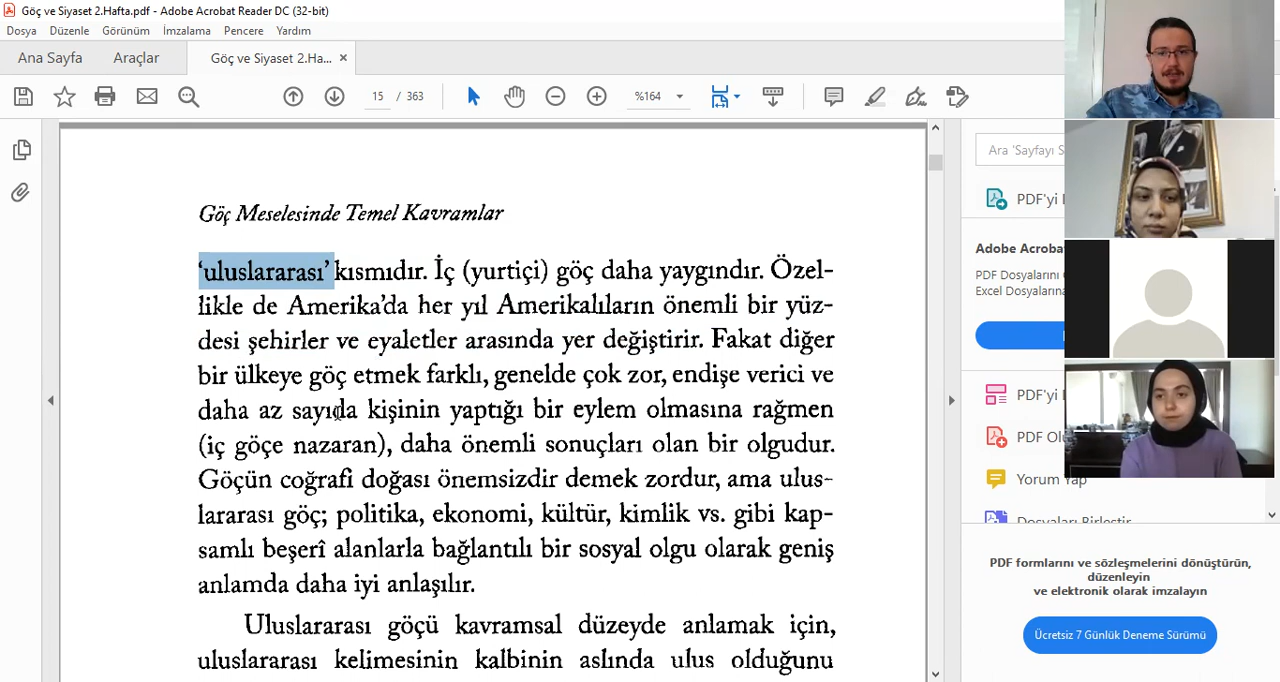 Göç ve Siyaset 2.Hafta.pdf - Adobe Acrobat Reader DC (32-bit)
Dosya Düzenle Görünüm İmzalama Pencere Yardım
Ana Sayfa Araçlar Göç ve Siyaset 2.Ha... ×
15 / 363 %164
Göç Meselesinde Temel Kavramlar
‘uluslararası’ kısmıdır. İç (yurtiçi) göç daha yaygındır. Özel-
likle de Amerika’da her yıl Amerikalıların önemli bir yüz-
desi şehirler ve eyaletler arasında yer değiştirir. Fakat diğer
bir ülkeye göç etmek farklı, genelde çok zor, endişe verici ve
daha az sayıda kişinin yaptığı bir eylem olmasına rağmen
(iç göçe nazaran), daha önemli sonuçları olan bir olgudur.
Göçün coğrafi doğası önemsizdir demek zordur, ama ulus-
lararası göç; politika, ekonomi, kültür, kimlik vs. gibi kap-
samlı beşerî alanlarla bağlantılı bir sosyal olgu olarak geniş
anlamda daha iyi anlaşılır.
Uluslararası göçü kavramsal düzeyde anlamak için,
uluslararası kelimesinin kalbinin aslında ulus olduğunu
Ara 'Sayfayı S
PDF'yi
Adobe Acroba
PDF Dosyaların
Excel Dosyaların
PDF'yi
PDF Ol
Yorum Yap
Dosyaları Birleştir
PDF formlarını ve sözleşmelerini dönüştürün,
düzenleyin
ve elektronik olarak imzalayın
Ücretsiz 7 Günlük Deneme Sürümü